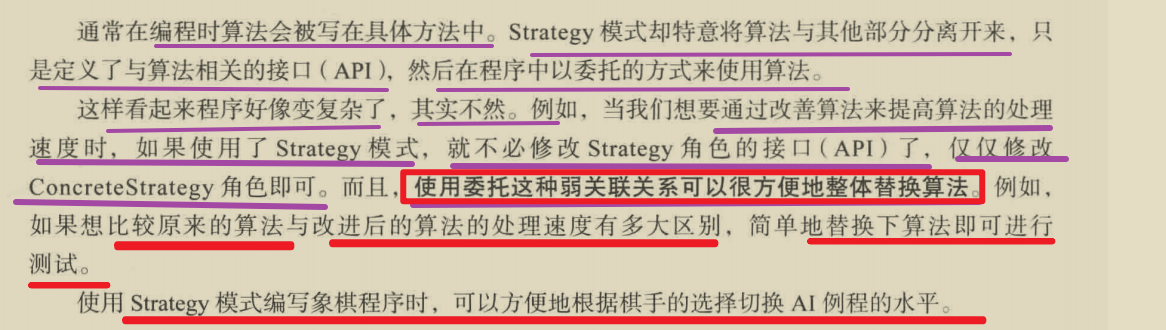 通常在编程时算法会被写在具体方法中。Strategy 模式却特意将算法与其他部分分离开来，只
是定义了与算法相关的接口（API），然后在程序中以委托的方式来使用算法。
这样看起来程序好像变复杂了，其实不然。例如，当我们想要通过改善算法来提高算法的处理
速度时，如果使用了 Strategy 模式，就不必修改 Strategy 角色的接口（API）了，仅仅修改
ConcreteStrategy 角色即可。而且，使用委托这种弱关联关系可以很方便地整体替换算法。例如，
如果想比较原来的算法与改进后的算法的处理速度有多大区别，简单地替换下算法即可进行
测试。
使用 Strategy 模式编写象棋程序时，可以方便地根据棋手的选择切换 AI 例程的水平。